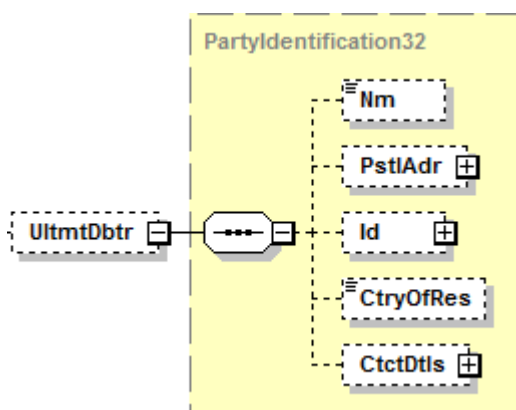 PartyIdentification32
Nm
PstlAdr
UltmtDbtr
Id
CtryOfRes
CtctDtls